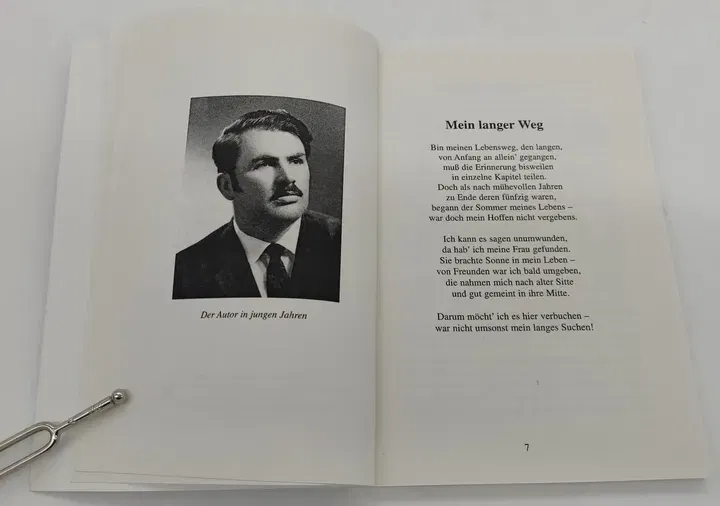 Der Autor in jungen Jahren
Mein langer Weg
Bin meinen Lebensweg, den langen,
von Anfang an allein' gegangen,
muß die Erinnerung bisweilen
in einzelne Kapitel teilen.
Doch als nach mühevollen Jahren
zu Ende deren fünfzig waren,
begann der Sommer meines Lebens –
war doch mein Hoffen nicht vergebens.
Ich kann es sagen unumwunden,
da hab' ich meine Frau gefunden.
Sie brachte Sonne in mein Leben –
von Freunden war ich bald umgeben,
die nahmen mich nach alter Sitte
und gut gemeint in ihre Mitte.
Darum möcht' ich es hier verbuchen –
war nicht umsonst mein langes Suchen!
7